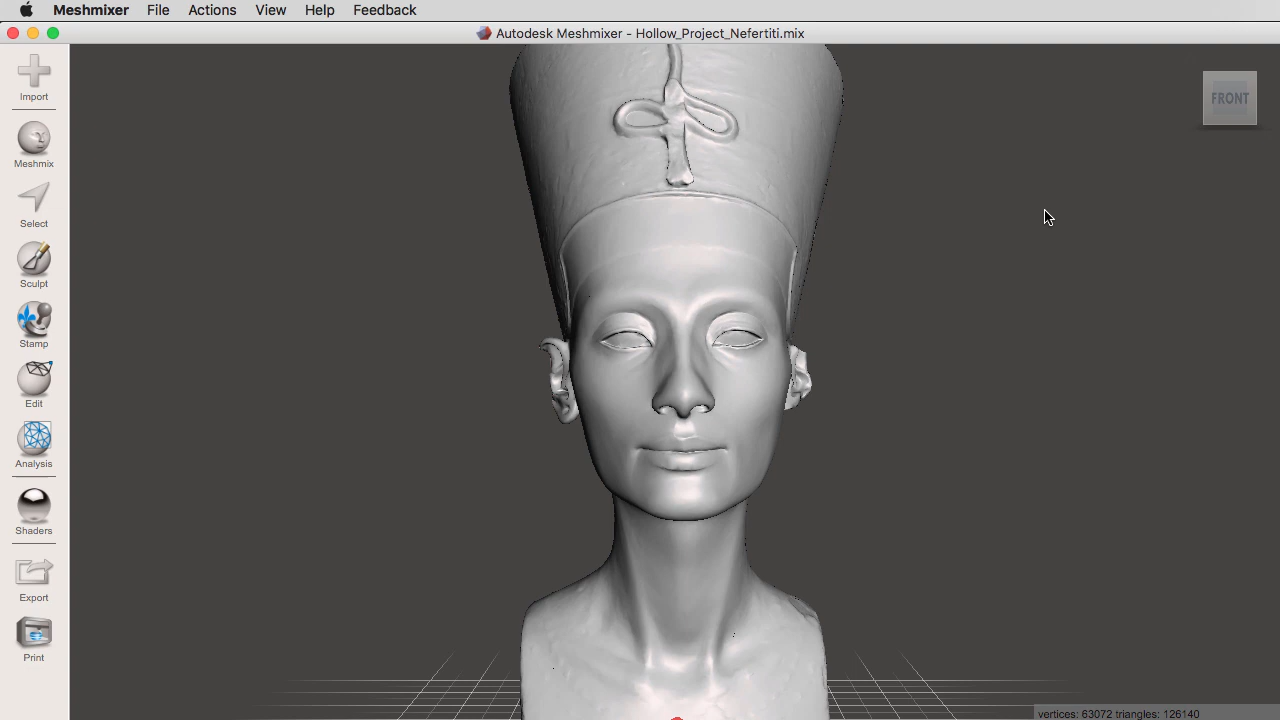 Meshmixer File Actions View Help Feedback
Autodesk Meshmixer - Hollow_Project_Nefertiti.mix
Import
Meshmix
Select
Sculpt
Stamp
Edit
Analysis
Shaders
Export
Print
FRONT
vertices: 63072 triangles: 126140